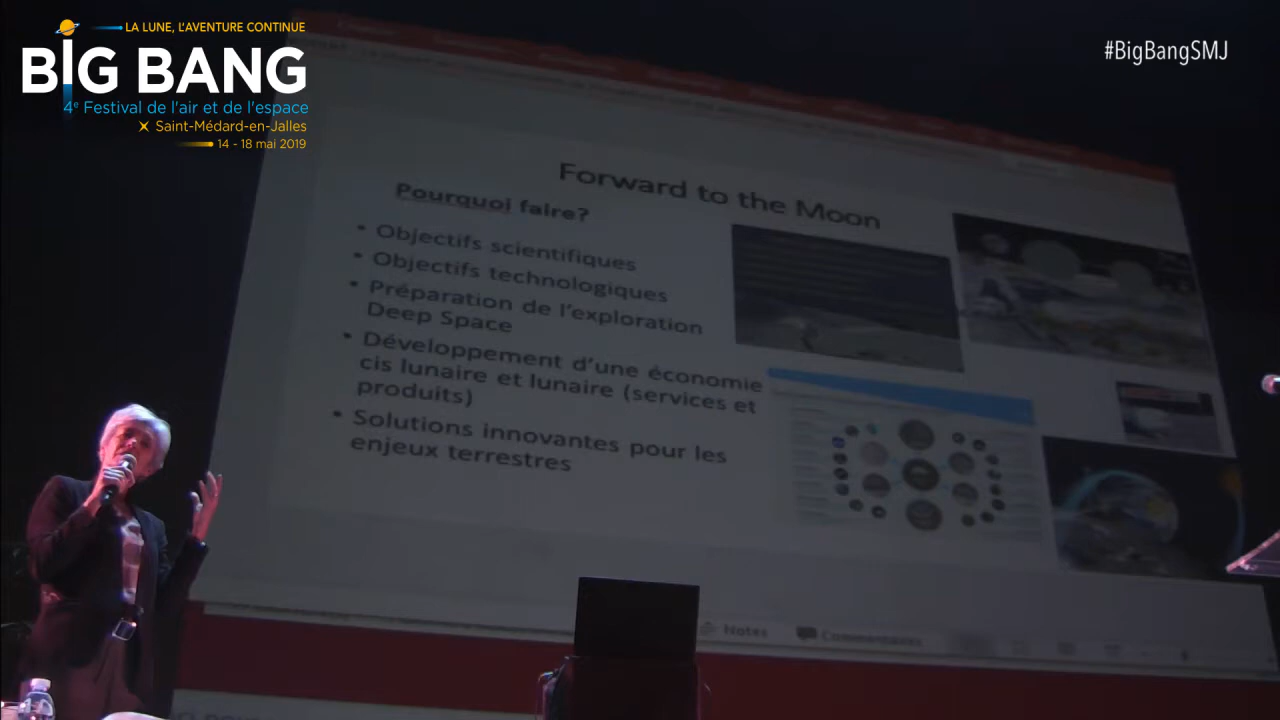 LA LUNE, L'AVENTURE CONTINUE
BIG BANG
4e Festival de l'air et de l'espace
Saint-Médard-en-Jalles
14 - 18 mai 2019
#BigBangSMJ
Forward to the Moon
Pourquoi faire?
• Objectifs scientifiques
• Objectifs technologiques
• Préparation de l'exploration
Deep Space
• Développement d'une économie
cis lunaire et lunaire (services et
produits)
• Solutions innovantes pour les
enjeux terrestres
Notes
Commentaires